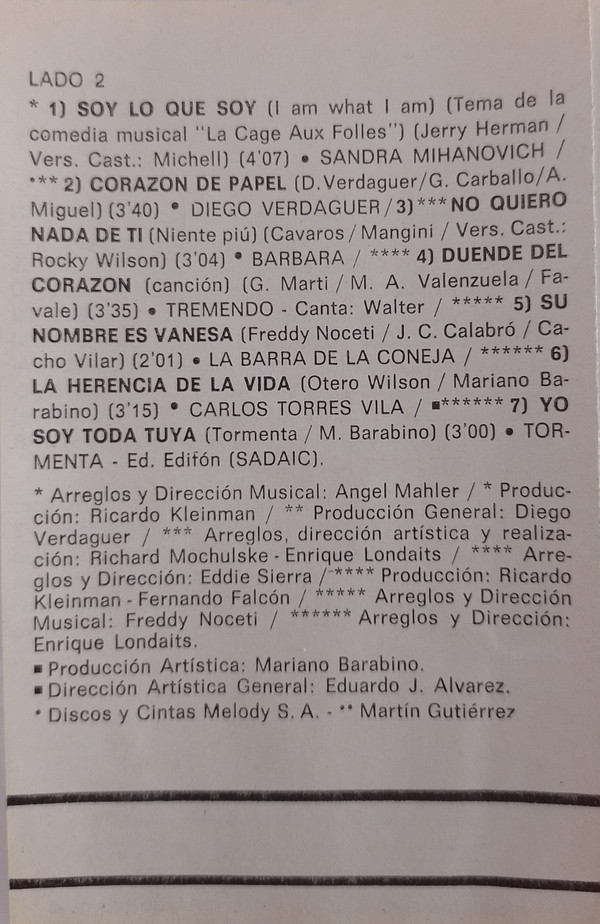 LADO 2
* 1) SOY LO QUE SOY (I am what I am) (Tema de la
comedia musical "La Cage Aux Folles") (Jerry Herman /
Vers. Cast.: Michell) (4'07) • SANDRA MIHANOVICH /
*** 2) CORAZON DE PAPEL (D.Verdaguer/G. Carballo/A.
Miguel) (3'40) • DIEGO VERDAGUER/3)***NO QUIERO
NADA DE TI (Niente piú) (Cavaros / Mangini / Vers. Cast.:
Rocky Wilson) (3'04) • BARBARA / **** 4) DUENDE DEL
CORAZON (canción) (G. Marti / M. A. Valenzuela / Fa-
vale) (3'35) • TREMENDO - Canta: Walter / ***** 5) SU
NOMBRE ES VANESA (Freddy Noceti / J. C. Calabró / Ca-
cho Vilar) (2'01) • LA BARRA DE LA CONEJA / ****** 6)
LA HERENCIA DE LA VIDA (Otero Wilson / Mariano Ba-
rabino) (3'15) • CARLOS TORRES VILA / ■****** 7) YO
SOY TODA TUYA (Tormenta / M. Barabino) (3'00) • TOR-
MENTA - Ed. Edifón (SADAIC).
* Arreglos y Dirección Musical: Angel Mahler / * Produc-
ción: Ricardo Kleinman / ** Producción General: Diego
Verdaguer / *** Arreglos, dirección artística y realiza-
ción: Richard Mochulske - Enrique Londaits / **** Arre-
glos y Dirección: Eddie Sierra / **** Producción: Ricardo
Kleinman - Fernando Falcón / ***** Arreglos y Dirección
Musical: Freddy Noceti / ****** Arreglos y Dirección:
Enrique Londaits.
■ Producción Artística: Mariano Barabino.
■ Dirección Artística General: Eduardo J. Alvarez.
* Discos y Cintas Melody S. A. - ** Martín Gutiérrez